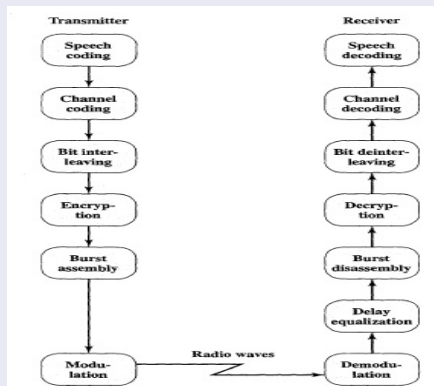 Transmitter
Speech
coding
Channel
coding
Bit inter-
leaving
Encryp-
tion
Burst
assembly
Modu-
lation
Radio waves
Receiver
Speech
decoding
Channel
decoding
Bit deinter-
leaving
Decryp-
tion
Burst
disassembly
Delay
equalization
Demodu-
lation